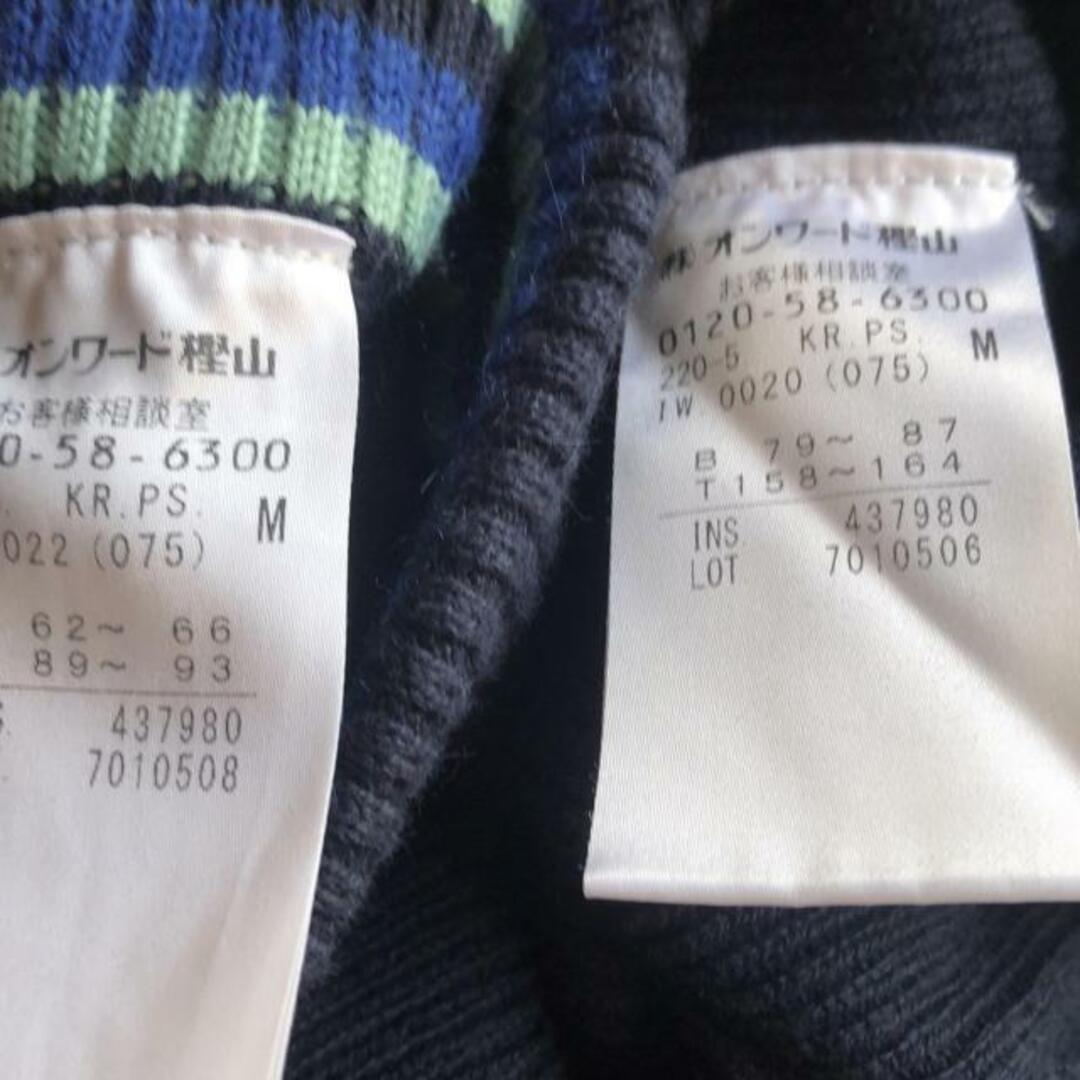 オンワード樫山
お客様相談室
0-58-6300
KR.PS.
M
022 (075)
62~ 66
89~ 93
437980
7010508
㈱ オンワード樫山
お客様相談室
0120-58-6300
220-5 KR.PS. M
IW 0020 (075)
B 79~ 87
T 158~164
INS. 437980
LOT 7010506